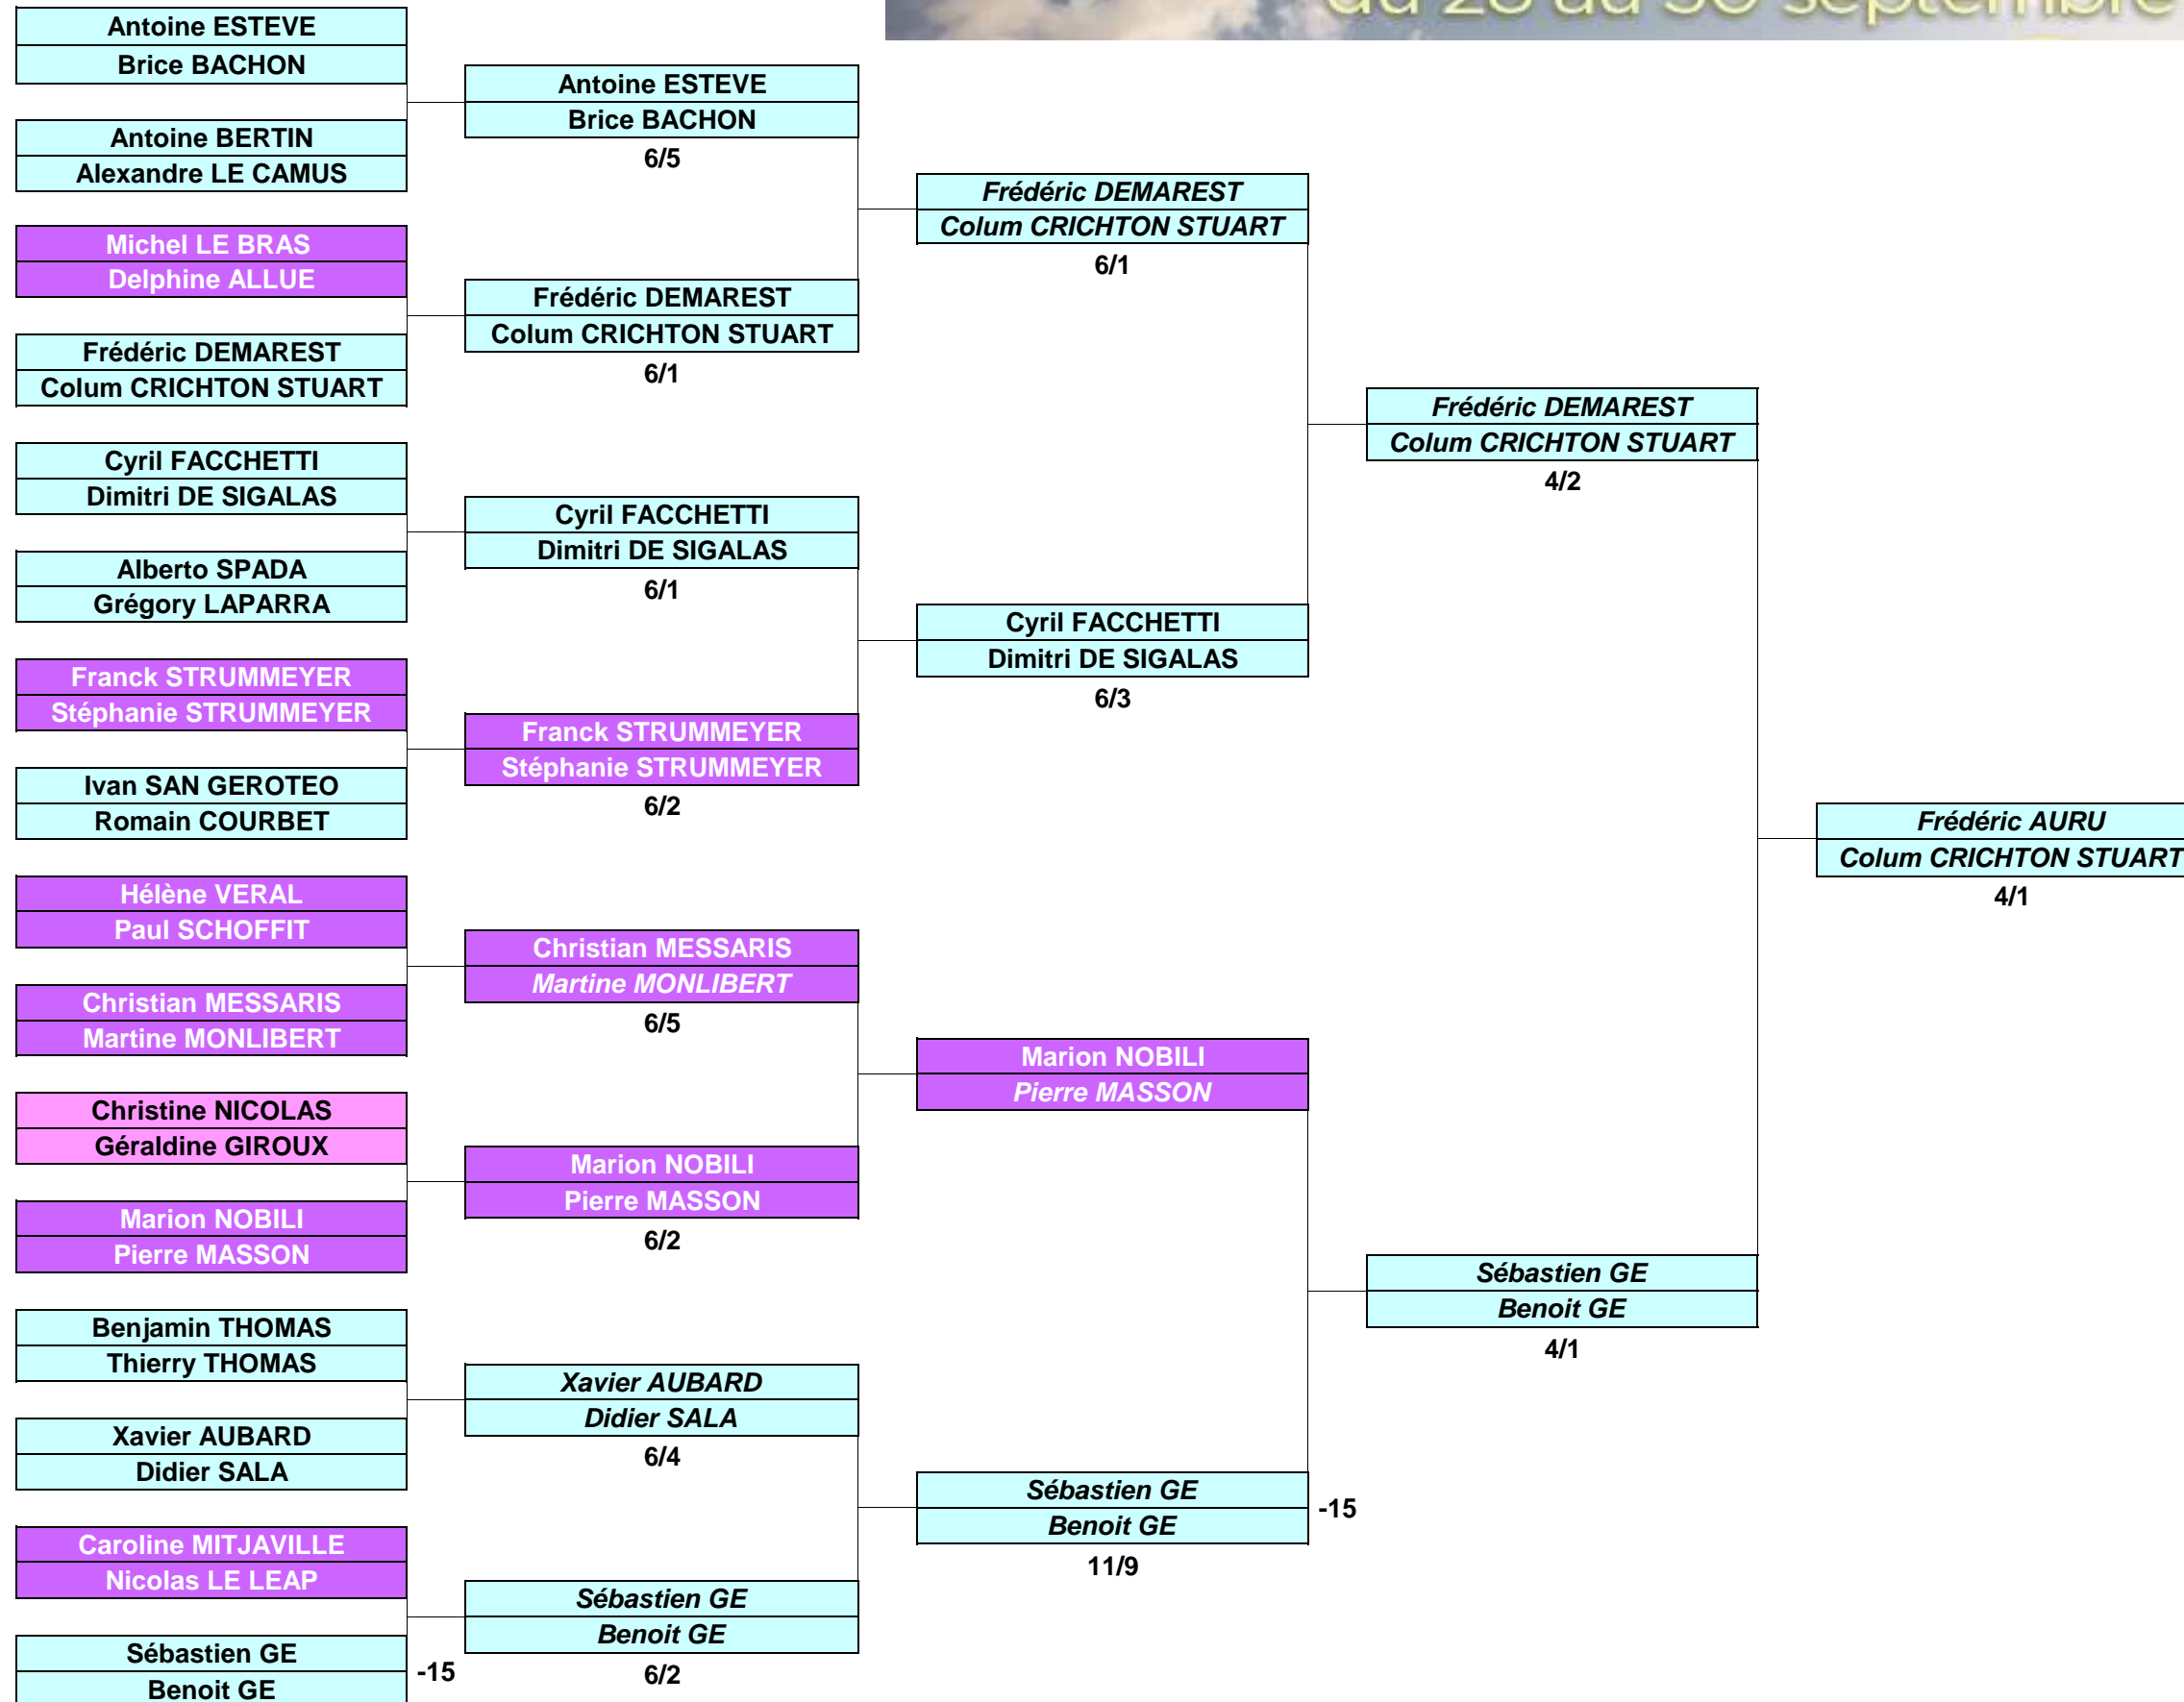 du 28 au 30 septembre
Antoine ESTEVE
Brice BACHON
Antoine BERTIN
Alexandre LE CAMUS
Michel LE BRAS
Delphine ALLUE
Frédéric DEMAREST
Colum CRICHTON STUART
Cyril FACCHETTI
Dimitri DE SIGALAS
Alberto SPADA
Grégory LAPARRA
Franck STRUMMEYER
Stéphanie STRUMMEYER
Ivan SAN GEROTEO
Romain COURBET
Hélène VERAL
Paul SCHOFFIT
Christian MESSARIS
Martine MONLIBERT
Christine NICOLAS
Géraldine GIROUX
Marion NOBILI
Pierre MASSON
Benjamin THOMAS
Thierry THOMAS
Xavier AUBARD
Didier SALA
Caroline MITJAVILLE
Nicolas LE LEAP
Sébastien GE
Benoit GE
-15
Antoine ESTEVE
Brice BACHON
6/5
Frédéric DEMAREST
Colum CRICHTON STUART
6/1
Cyril FACCHETTI
Dimitri DE SIGALAS
6/1
Franck STRUMMEYER
Stéphanie STRUMMEYER
6/2
Christian MESSARIS
Martine MONLIBERT
6/5
Marion NOBILI
Pierre MASSON
6/2
Xavier AUBARD
Didier SALA
6/4
Sébastien GE
Benoit GE
6/2
Frédéric DEMAREST
Colum CRICHTON STUART
6/1
Cyril FACCHETTI
Dimitri DE SIGALAS
6/3
Marion NOBILI
Pierre MASSON
Sébastien GE
Benoit GE
-15
11/9
Frédéric DEMAREST
Colum CRICHTON STUART
4/2
Sébastien GE
Benoit GE
4/1
Frédéric AURU
Colum CRICHTON STUART
4/1